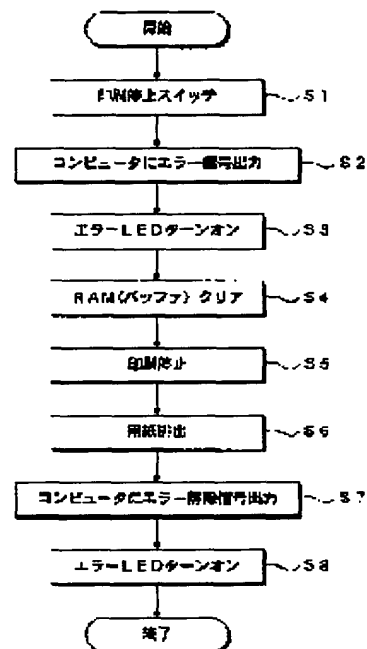 開始
印刷停止スイッチ S1
コンピュータにエラー信号出力 S2
エラーLEDターンオン S3
RAM(バッファ)クリア S4
印刷停止 S5
用紙排出 S6
コンピュータにエラー解除信号出力 S7
エラーLEDターンオン S8
終了